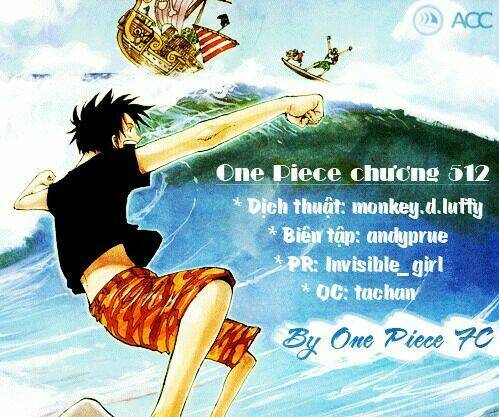 ACC
One Piece chương 512
* Dịch thuật: monkey.d.luffy
* Biên tập: andyprue
* PR: Invisible_girl
* QC: tachan
By One Piece FC